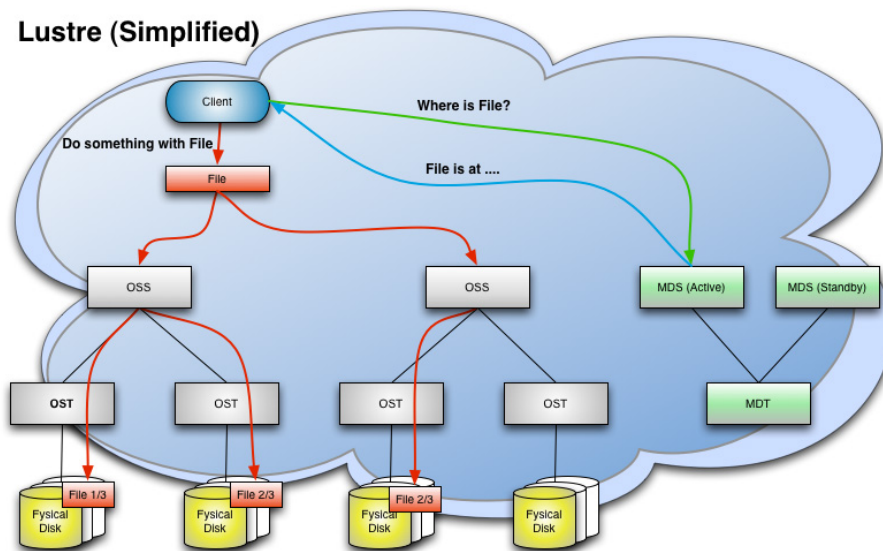 Lustre (Simplified)
Client
Where is File?
Do something with File
File is at ....
File
OSS
OSS
MDS (Active)
MDS (Standby)
OST
OST
OST
OST
MDT
File 1/3
File 2/3
File 2/3
Fysical
Disk
Fysical
Disk
Fysical
Disk
Fysical
Disk